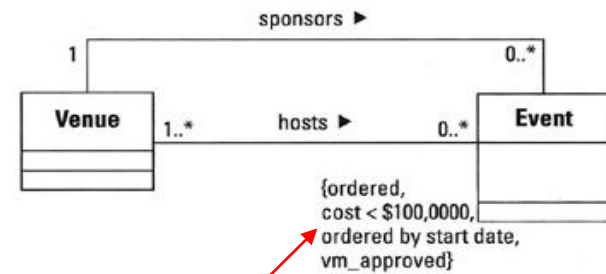 sponsors ►
1
0..*
Venue
1..*
hosts ►
0..*
Event
{ordered,
cost < $100,0000,
ordered by start date,
vm_approved}